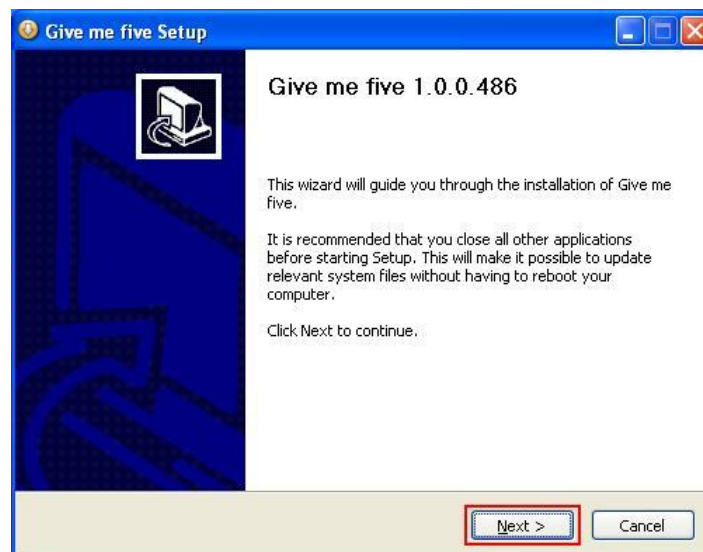 Give me five Setup
Give me five 1.0.0.486
This wizard will guide you through the installation of Give me
five.
It is recommended that you close all other applications
before starting Setup. This will make it possible to update
relevant system files without having to reboot your
computer.
Click Next to continue.
Next > Cancel